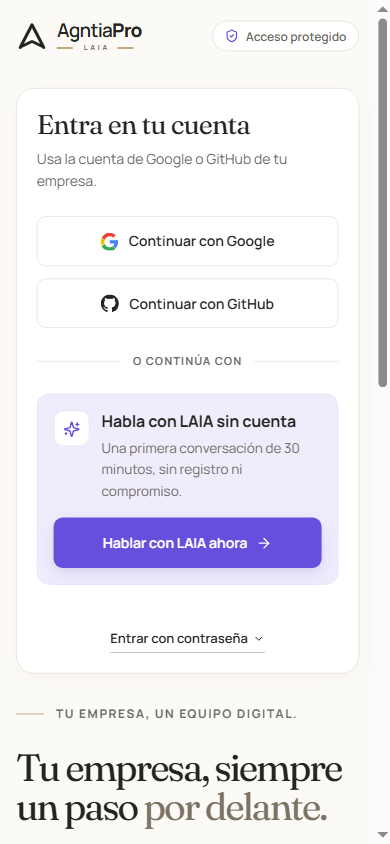 AgntiaPro
LAIA
Acceso protegido
Entra en tu cuenta
Usa la cuenta de Google o GitHub de tu
empresa.
Continuar con Google
Continuar con GitHub
O CONTINÚA CON
Habla con LAIA sin cuenta
Una primera conversación de 30
minutos, sin registro ni
compromiso.
Hablar con LAIA ahora
Entrar con contraseña
TU EMPRESA, UN EQUIPO DIGITAL.
Tu empresa, siempre
un paso por delante.